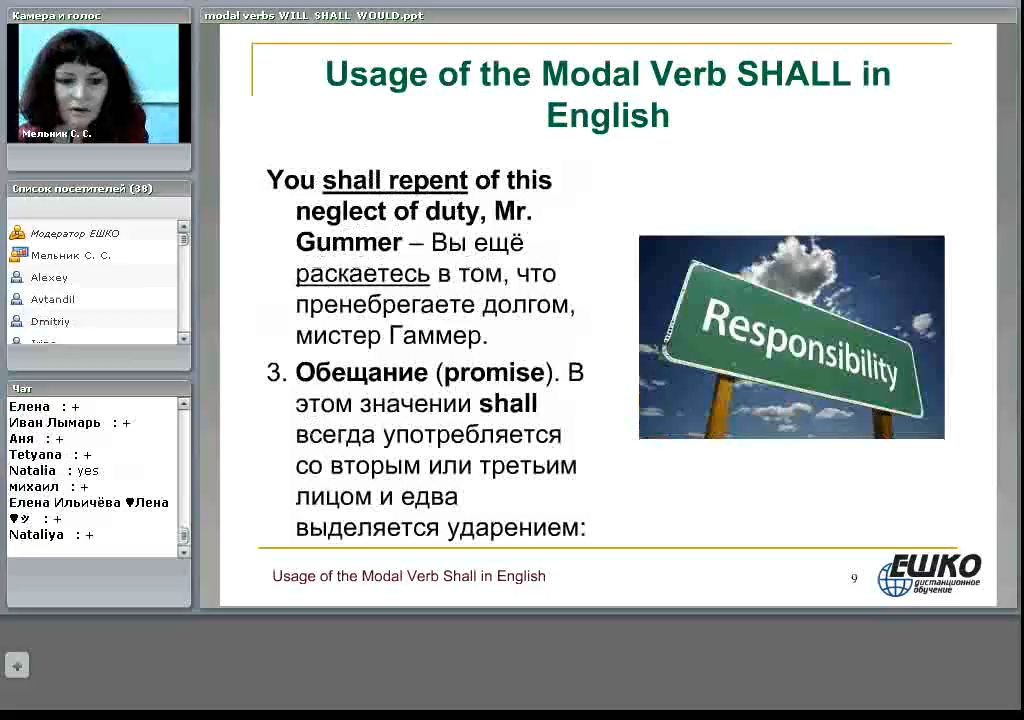 Камера и голос
Мельник С. С.
Список посетителей (38)
Модератор ЕШКО
Мельник С. С.
Alexey
Avtandil
Dmitriy
Чат
Елена : +
Иван Лымарь : +
Аня : +
Tetyana : +
Natalia : yes
михаил : +
Елена Ильичёва ♥Лена
♥ッ : +
Nataliya : +
modal verbs WILL SHALL WOULD.ppt
Usage of the Modal Verb SHALL in
English
You shall repent of this
neglect of duty, Mr.
Gummer – Вы ещё
раскаетесь в том, что
пренебрегаете долгом,
мистер Гаммер.
3. Обещание (promise). В
этом значении shall
всегда употребляется
со вторым или третьим
лицом и едва
выделяется ударением:
Responsibility
Usage of the Modal Verb Shall in English
9
ЕШКО
дистанционное
обучение